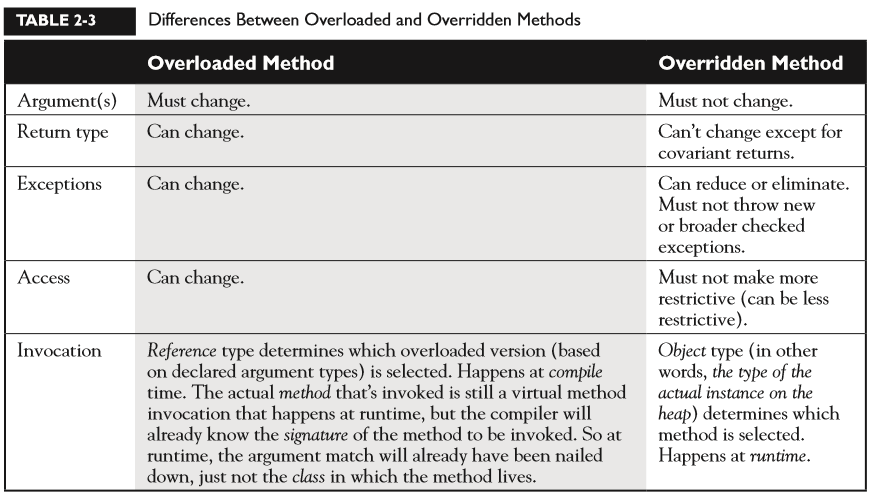 TABLE 2-3 Differences Between Overloaded and Overridden Methods
Overloaded Method Overridden Method
Argument(s) Must change. Must not change.
Return type Can change. Can’t change except for
covariant returns.
Exceptions Can change. Can reduce or eliminate.
Must not throw new
or broader checked
exceptions.
Access Can change. Must not make more
restrictive (can be less
restrictive).
Invocation Reference type determines which overloaded version (based
on declared argument types) is selected. Happens at compile
time. The actual method that’s invoked is still a virtual method
invocation that happens at runtime, but the compiler will
already know the signature of the method to be invoked. So at
runtime, the argument match will already have been nailed
down, just not the class in which the method lives.
Object type (in other
words, the type of the
actual instance on the
heap) determines which
method is selected.
Happens at runtime.